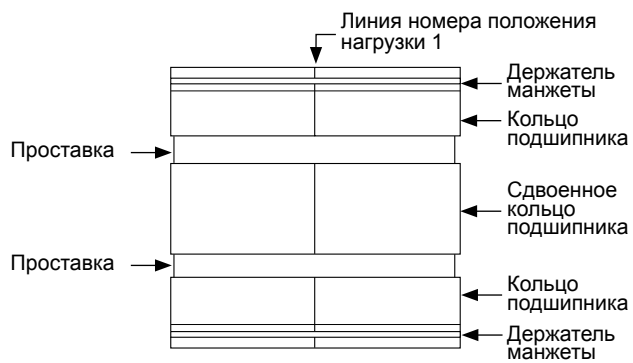 Линия номера положения
нагрузки 1
Держатель
манжеты
Кольцо
подшипника
Проставка
Сдвоенное
кольцо
подшипника
Проставка
Кольцо
подшипника
Держатель
манжеты